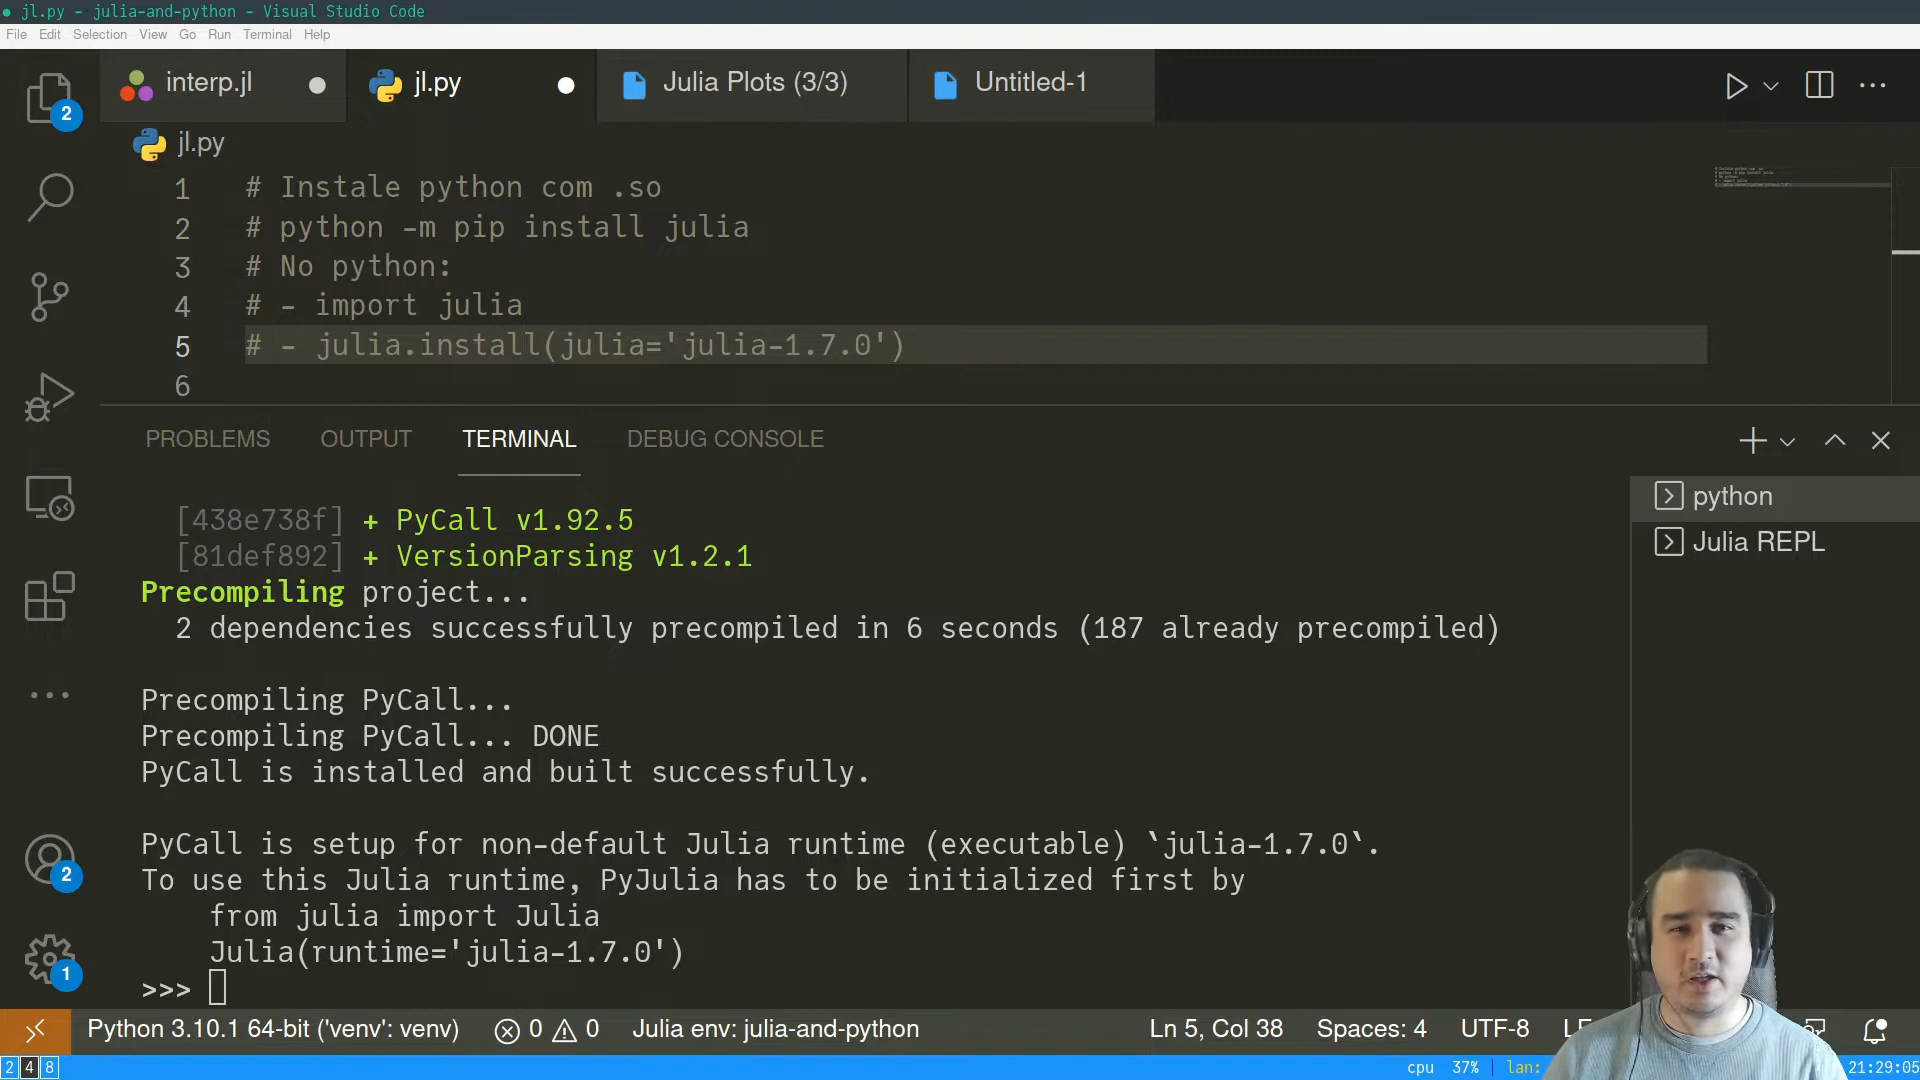 jl.py - julia-and-python - Visual Studio Code
File Edit Selection View Go Run Terminal Help
interp.jl jl.py Julia Plots (3/3) Untitled-1
jl.py
1 # Instale python com .so
2 # python -m pip install julia
3 # No python:
4 # - import julia
5 # - julia.install(julia='julia-1.7.0')
6
2
PROBLEMS OUTPUT TERMINAL DEBUG CONSOLE
python
Julia REPL
[438e738f] + PyCall v1.92.5
[81def892] + VersionParsing v1.2.1
Precompiling project...
2 dependencies successfully precompiled in 6 seconds (187 already precompiled)
Precompiling PyCall...
Precompiling PyCall... DONE
PyCall is installed and built successfully.
PyCall is setup for non-default Julia runtime (executable) `julia-1.7.0`.
To use this Julia runtime, PyJulia has to be initialized first by
from julia import Julia
Julia(runtime='julia-1.7.0')
>>>
2
1
Python 3.10.1 64-bit ('venv': venv) 0 0 Julia env: julia-and-python Ln 5, Col 38 Spaces: 4 UTF-8
2 4 8 cpu 37% | lan: 21:29:05